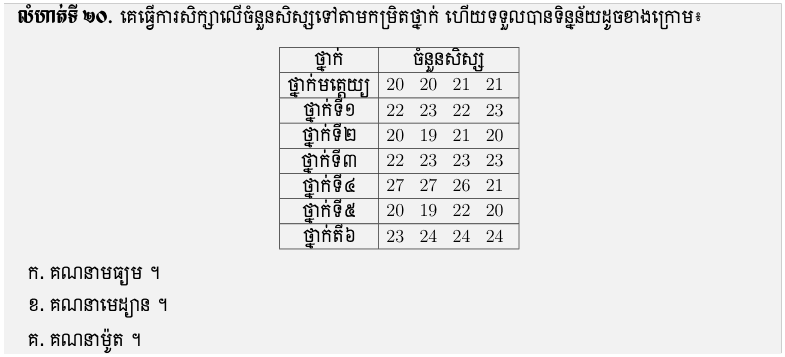 លំហាត់ទី ២០. គេធ្វើការសិក្សាលើចំនួនសិស្សទៅតាមកម្រិតថ្នាក់ ហើយទទួលបានទិន្នន័យដូចខាងក្រោម៖
ថ្នាក់ ចំនួនសិស្ស
ថ្នាក់មត្តេយ្យ 20 20 21 21
ថ្នាក់ទី១ 22 23 22 23
ថ្នាក់ទី២ 20 19 21 20
ថ្នាក់ទី៣ 22 23 23 23
ថ្នាក់ទី៤ 27 27 26 21
ថ្នាក់ទី៥ 20 19 22 20
ថ្នាក់តី៦ 23 24 24 24
ក. គណនាមធ្យម ។
ខ. គណនាមេដ្យាន ។
គ. គណនាម៉ូត ។